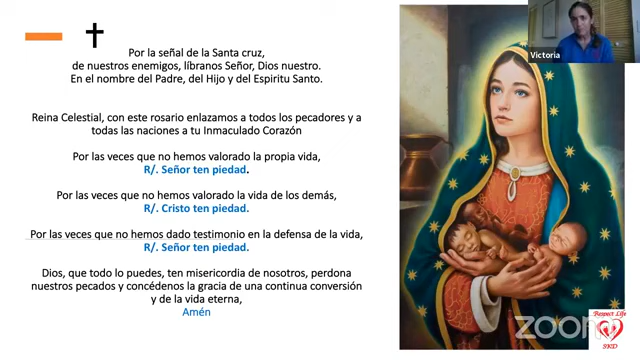 Por la señal de la Santa cruz,
de nuestros enemigos, líbranos Señor, Dios nuestro.
En el nombre del Padre, del Hijo y del Espiritu Santo.
Reina Celestial, con este rosario enlazamos a todos los pecadores y a
todas las naciones a tu Inmaculado Corazón
Por las veces que no hemos valorado la propia vida,
R/. Señor ten piedad.
Por las veces que no hemos valorado la vida de los demás,
R/. Cristo ten piedad.
Por las veces que no hemos dado testimonio en la defensa de la vida,
R/. Señor ten piedad.
Dios, que todo lo puedes, ten misericordia de nosotros, perdona
nuestros pecados y concédenos la gracia de una continua conversión
y de la vida eterna,
Amén
Victoria
Respect Life
zoom
SKD